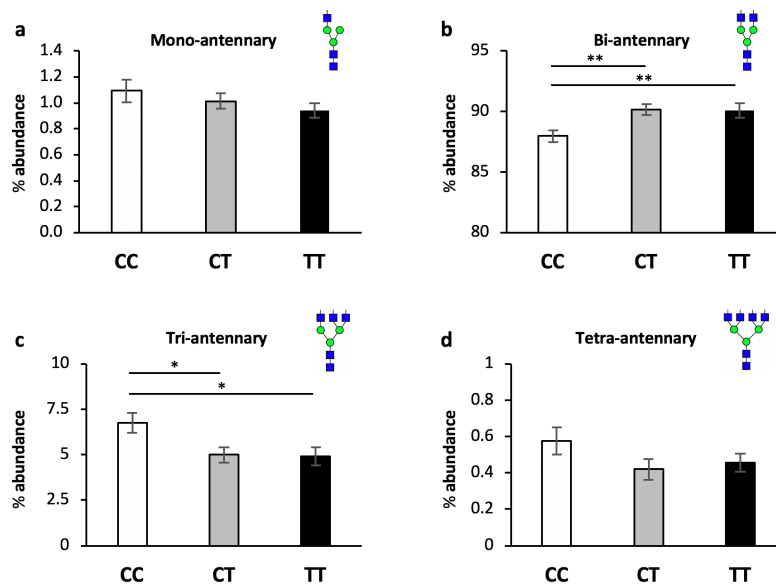 a
Mono-antennary
% abundance
1.4
1.2
1.0
0.8
0.6
0.4
0.2
0.0
CC CT TT
b
Bi-antennary
% abundance
95
90
85
80
**
**
CC CT TT
c
Tri-antennary
% abundance
10
7.5
5
2.5
0
*
*
CC CT TT
d
Tetra-antennary
% abundance
1
0.8
0.6
0.4
0.2
0
CC CT TT